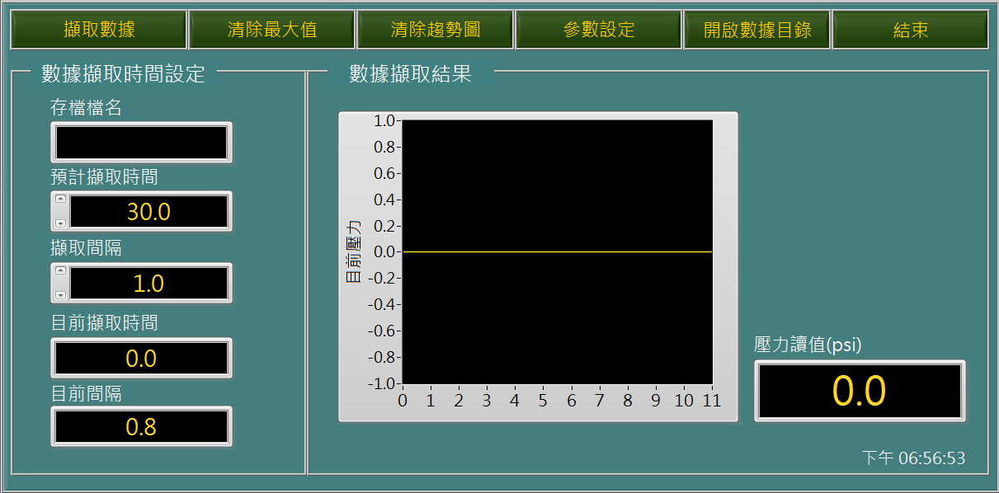 擷取數據
清除最大值
清除趨勢圖
參數設定
開啟數據目錄
結束
數據擷取時間設定
存檔檔名
預計擷取時間
30.0
擷取間隔
1.0
目前擷取時間
0.0
目前間隔
0.8
數據擷取結果
目前壓力
1.0
0.8
0.6
0.4
0.2
0.0
-0.2
-0.4
-0.6
-0.8
-1.0
0 1 2 3 4 5 6 7 8 9 10 11
壓力讀值(psi)
0.0
下午 06:56:53